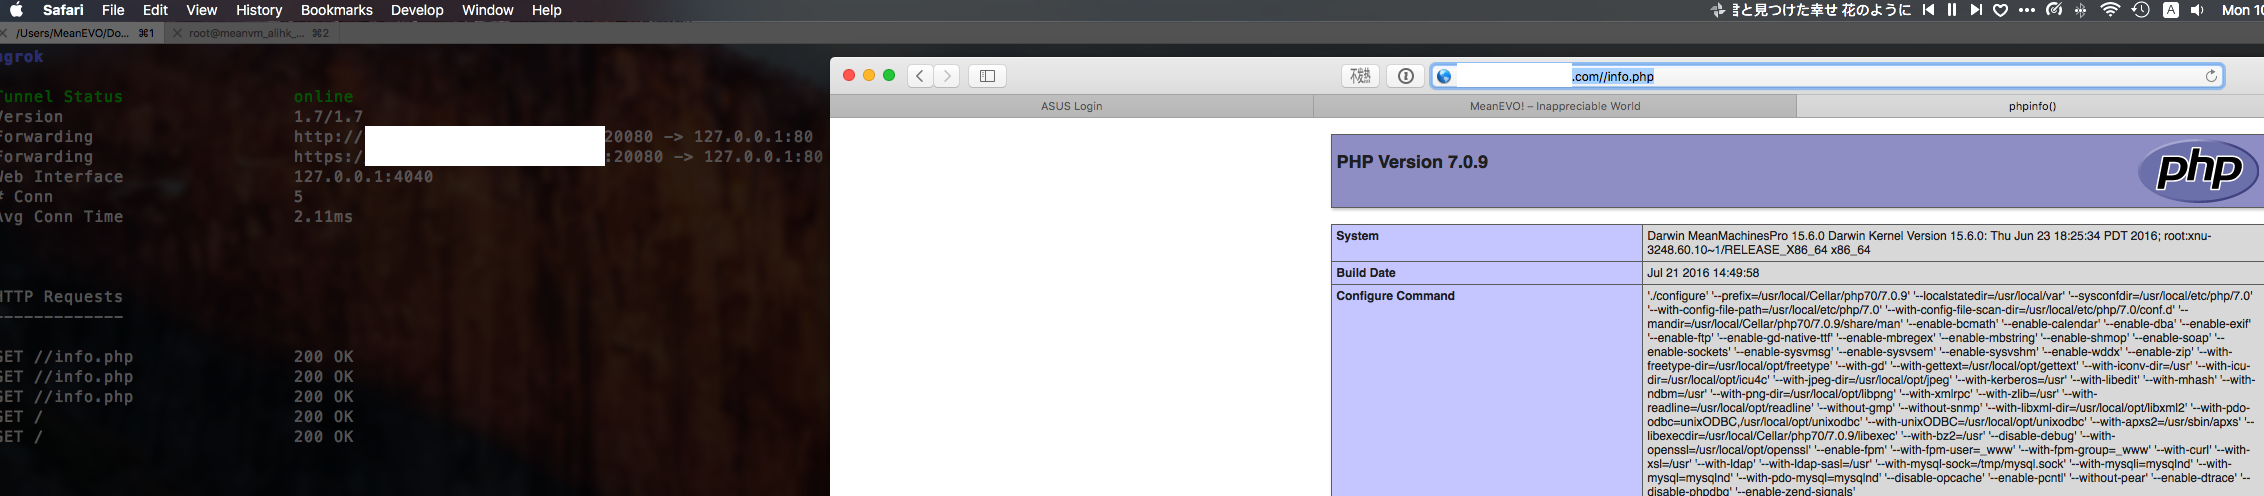 Safari File Edit View History Bookmarks Develop Window Help
と見つけた幸せ 花のように
A
Mon 10
/Users/MeanEVO/Do... ⌘1
root@meanvm_alihk_... ⌘2
ngrok
Tunnel Status online
Version 1.7/1.7
Forwarding http:// 20080 -> 127.0.0.1:80
Forwarding https:/ :20080 -> 127.0.0.1:80
Web Interface 127.0.0.1:4040
# Conn 5
Avg Conn Time 2.11ms
HTTP Requests
-------------
GET //info.php 200 OK
GET //info.php 200 OK
GET //info.php 200 OK
GET / 200 OK
GET / 200 OK
.com//info.php
ASUS Login
MeanEVO! – Inappreciable World
phpinfo()
PHP Version 7.0.9
php
System
Darwin MeanMachinesPro 15.6.0 Darwin Kernel Version 15.6.0: Thu Jun 23 18:25:34 PDT 2016; root:xnu-
3248.60.10~1/RELEASE_X86_64 x86_64
Build Date
Jul 21 2016 14:49:58
Configure Command
'./configure' '--prefix=/usr/local/Cellar/php70/7.0.9' '--localstatedir=/usr/local/var' '--sysconfdir=/usr/local/etc/php/7.0'
'--with-config-file-path=/usr/local/etc/php/7.0' '--with-config-file-scan-dir=/usr/local/etc/php/7.0/conf.d' '--
mandir=/usr/local/Cellar/php70/7.0.9/share/man' '--enable-bcmath' '--enable-calendar' '--enable-dba' '--enable-exif'
'--enable-ftp' '--enable-gd-native-ttf' '--enable-mbregex' '--enable-mbstring' '--enable-shmop' '--enable-soap' '--
enable-sockets' '--enable-sysvmsg' '--enable-sysvsem' '--enable-sysvshm' '--enable-wddx' '--enable-zip' '--with-
freetype-dir=/usr/local/opt/freetype' '--with-gd' '--with-gettext=/usr/local/opt/gettext' '--with-iconv-dir=/usr' '--with-icu-
dir=/usr/local/opt/icu4c' '--with-jpeg-dir=/usr/local/opt/jpeg' '--with-kerberos=/usr' '--with-libedit' '--with-mhash' '--with-
ndbm=/usr' '--with-png-dir=/usr/local/opt/libpng' '--with-xmlrpc' '--with-zlib=/usr' '--with-
readline=/usr/local/opt/readline' '--without-gmp' '--without-snmp' '--with-libxml-dir=/usr/local/opt/libxml2' '--with-pdo-
odbc=unixODBC,/usr/local/opt/unixodbc' '--with-unixODBC=/usr/local/opt/unixodbc' '--with-apxs2=/usr/sbin/apxs' '--
libexecdir=/usr/local/Cellar/php70/7.0.9/libexec' '--with-bz2=/usr' '--disable-debug' '--with-
openssl=/usr/local/opt/openssl' '--enable-fpm' '--with-fpm-user=_www' '--with-fpm-group=_www' '--with-curl' '--with-
xsl=/usr' '--with-ldap' '--with-ldap-sasl=/usr' '--with-mysql-sock=/tmp/mysql.sock' '--with-mysqli=mysqlnd' '--with-
mysql=mysqlnd' '--with-pdo-mysql=mysqlnd' '--disable-opcache' '--enable-pcntl' '--without-pear' '--enable-dtrace' '--
disable-phpdbg' '--enable-zend-signals'